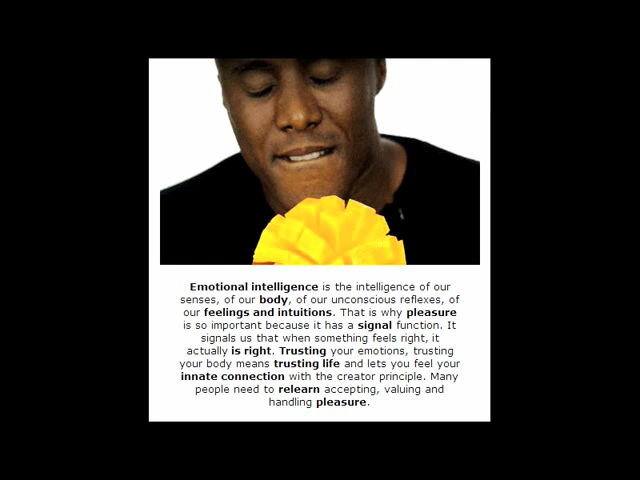 Emotional intelligence is the intelligence of our
senses, of our body, of our unconscious reflexes, of
our feelings and intuitions. That is why pleasure
is so important because it has a signal function. It
signals us that when something feels right, it
actually is right. Trusting your emotions, trusting
your body means trusting life and lets you feel your
innate connection with the creator principle. Many
people need to relearn accepting, valuing and
handling pleasure.